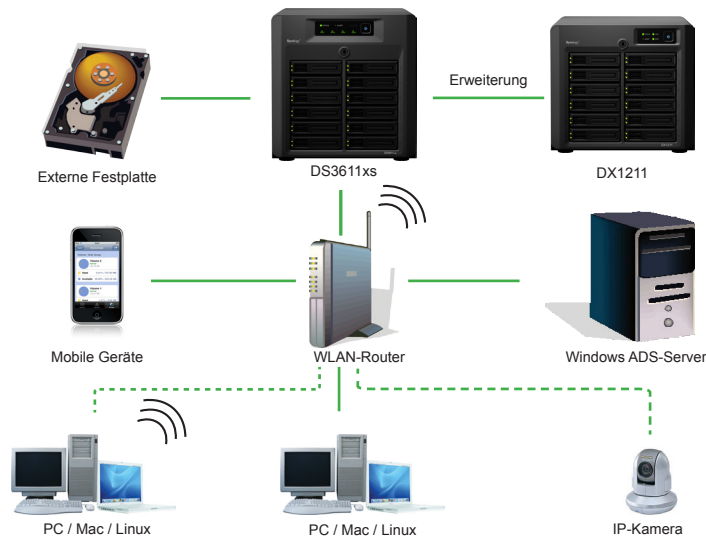 Erweiterung
Externe Festplatte
DS3611xs
DX1211
Mobile Geräte
WLAN-Router
Windows ADS-Server
PC / Mac / Linux
PC / Mac / Linux
IP-Kamera